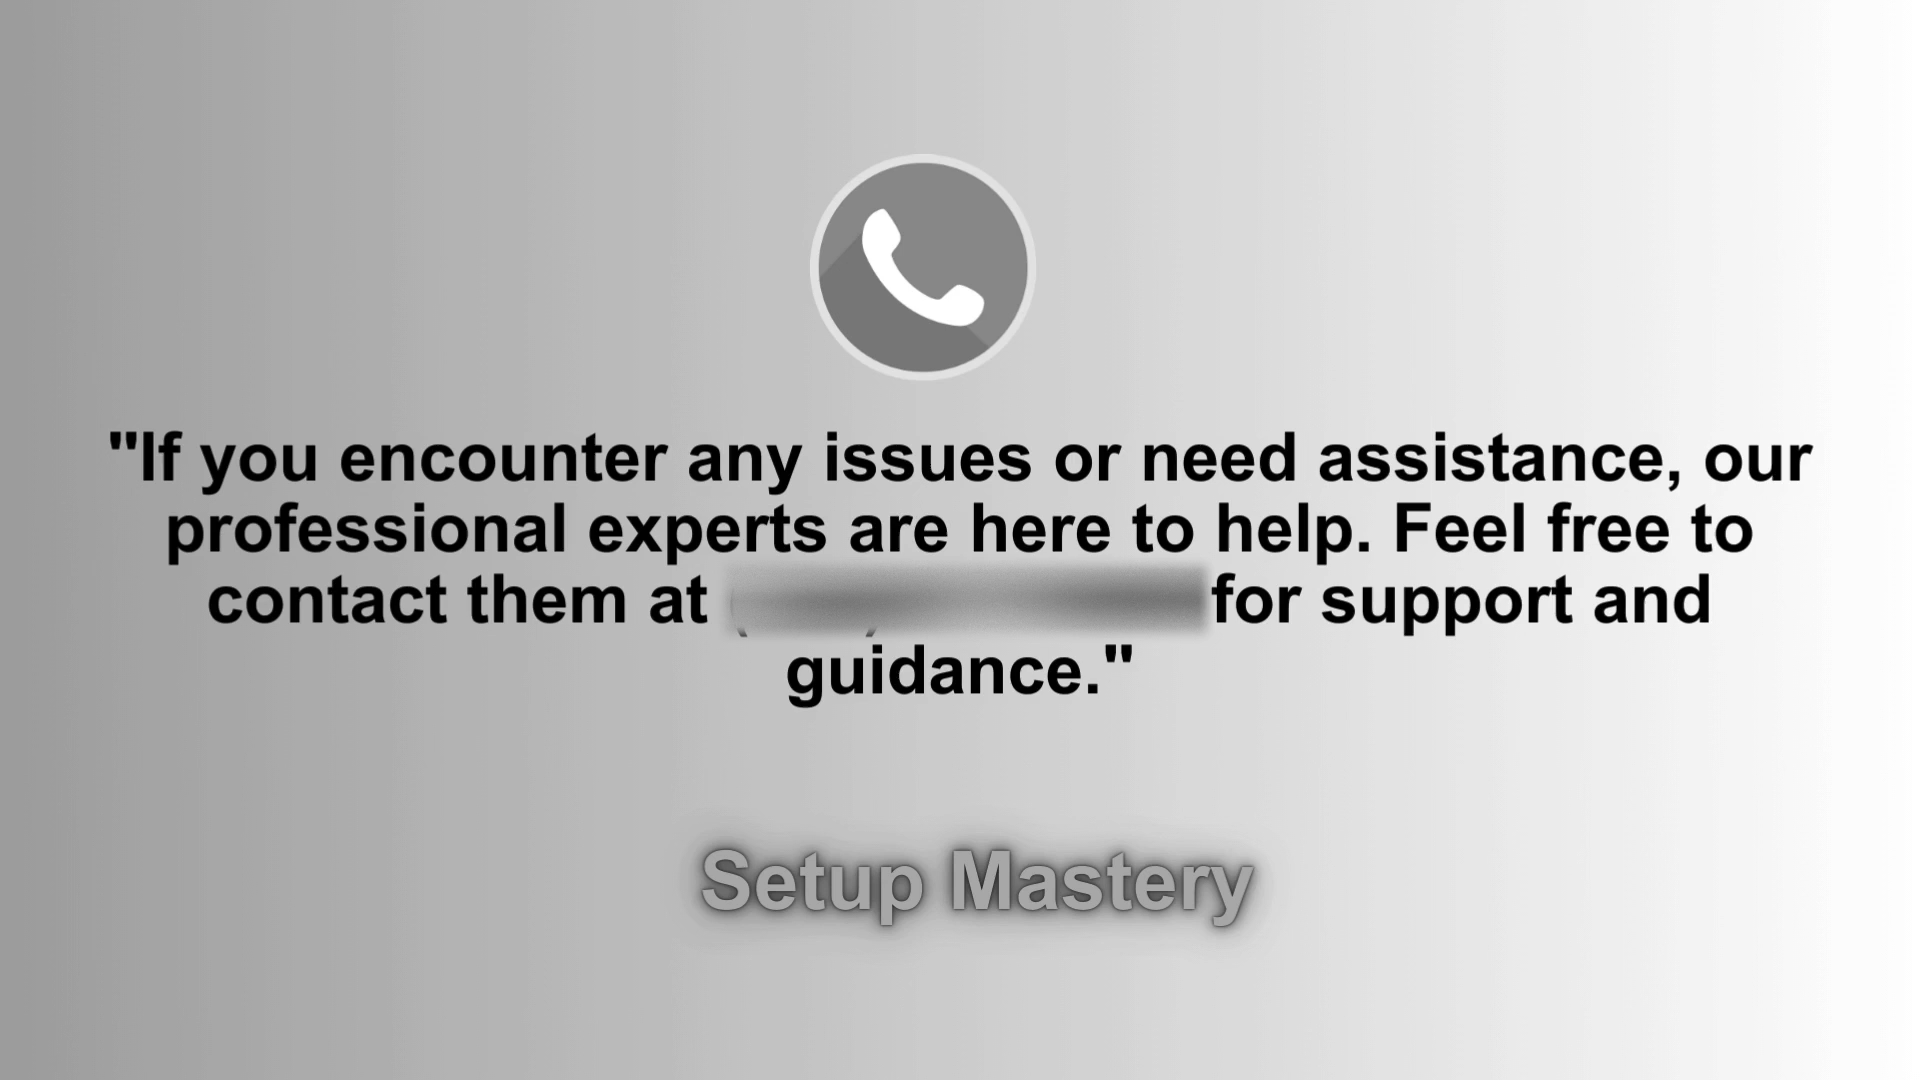 "If you encounter any issues or need assistance, our
professional experts are here to help. Feel free to
contact them at for support and
guidance."
Setup Mastery